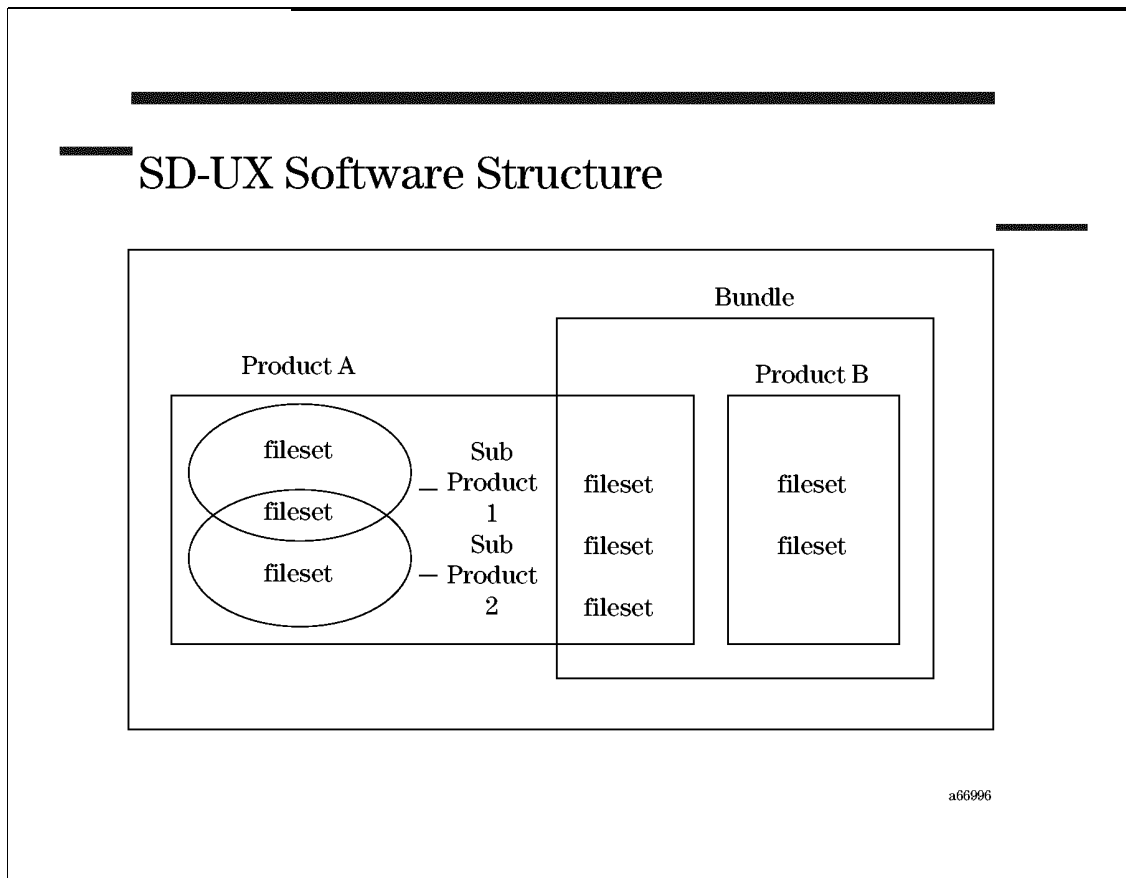 SD-UX Software Structure
Bundle
Product A
Product B
fileset
fileset
fileset
Sub
Product
1
Sub
Product
2
fileset
fileset
fileset
fileset
fileset
a66996